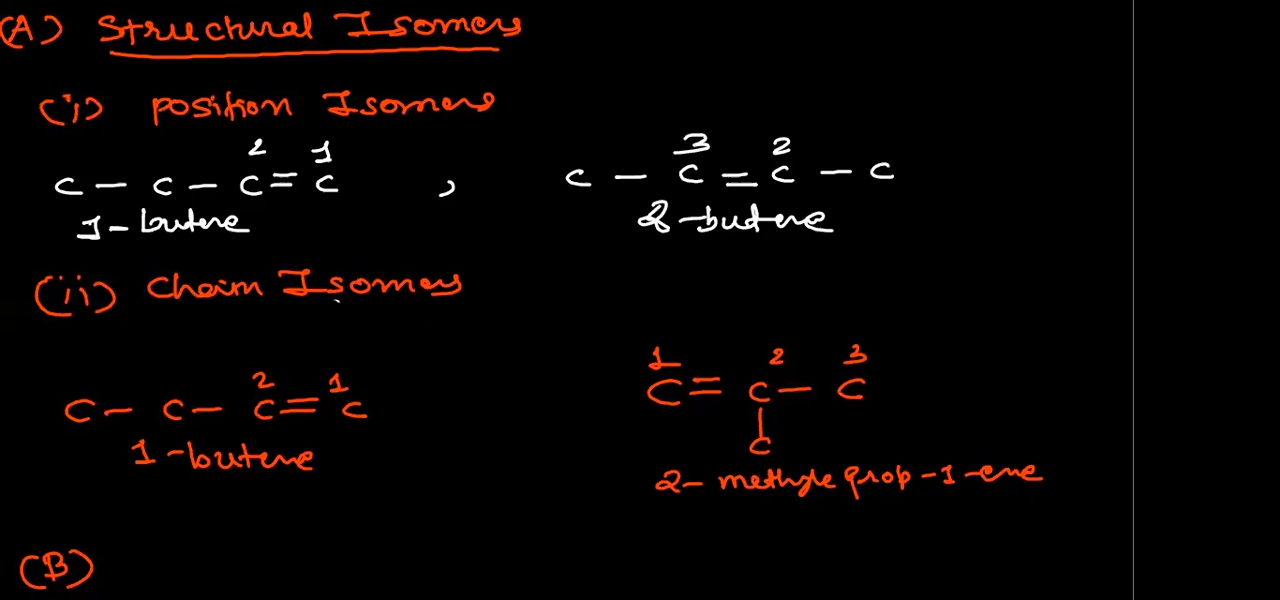 (A) Structural Isomers
(i) position Isomers
2 1
C - C - C = C ,
1 - butene
3 2
C - C = C - C
2 - butene
(ii) Chain Isomers
2 1
C - C - C = C
1 - butene
1 2 3
C = C - C
|
C
2 - methyle prop - 1 - ene
(B)